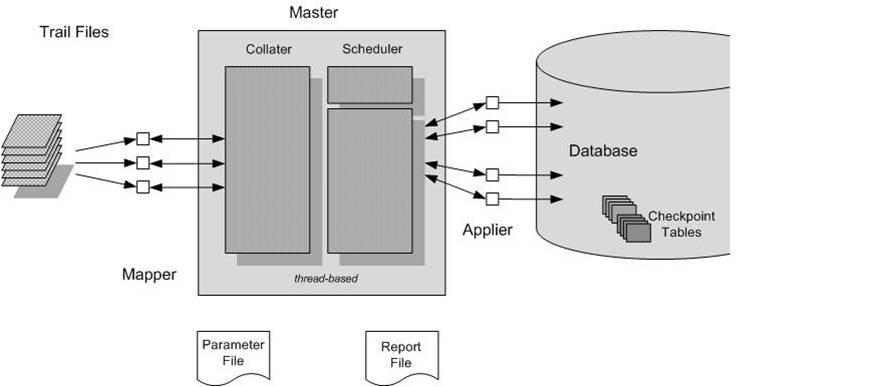 Master
Trail Files
Collater
Scheduler
Database
Checkpoint
Tables
Applier
Mapper
thread-based
Parameter
File
Report
File